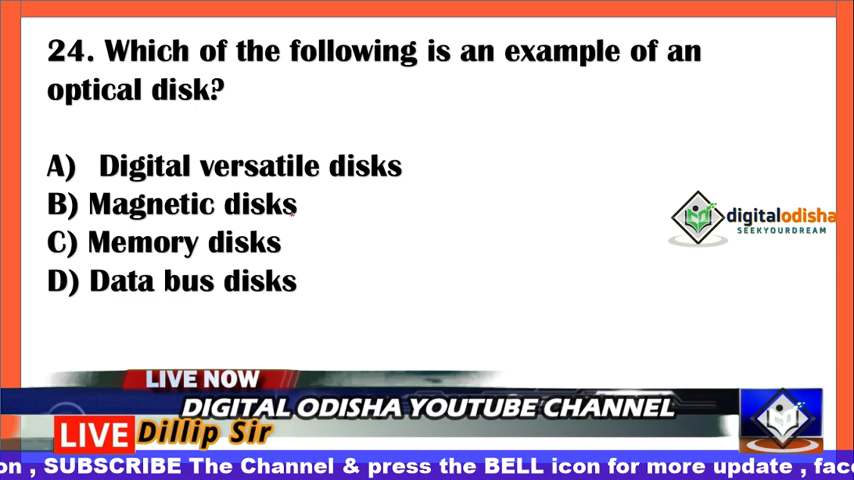 24. Which of the following is an example of an
optical disk?
A) Digital versatile disks
B) Magnetic disks
C) Memory disks
D) Data bus disks
digitalodisha
SEEKYOURDREAM
LIVE NOW
DIGITAL ODISHA YOUTUBE CHANNEL
LIVE Dillip Sir
on , SUBSCRIBE The Channel & press the BELL icon for more update , face